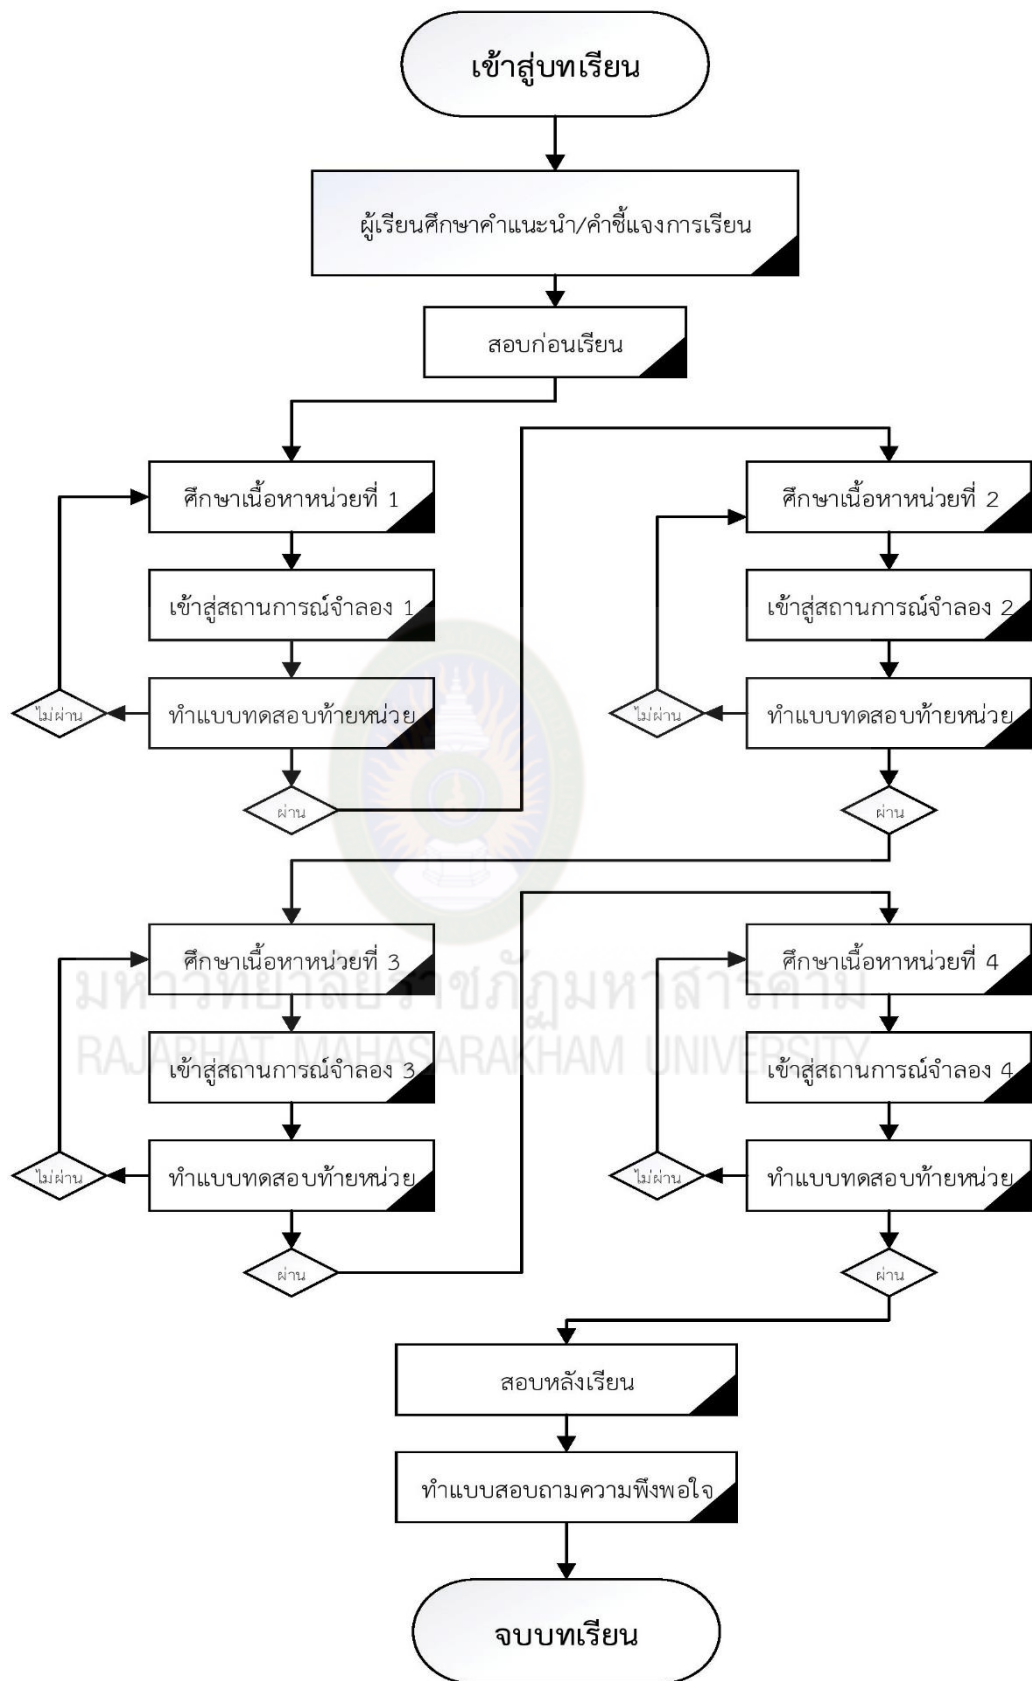 เข้าสู่บทเรียน
ผู้เรียนศึกษาคำแนะนำ/คำชี้แจงการเรียน
สอบก่อนเรียน
ศึกษาเนื้อหาหน่วยที่ 1
เข้าสู่สถานการณ์จำลอง 1
ทำแบบทดสอบท้ายหน่วย
ไม่ผ่าน
ผ่าน
ศึกษาเนื้อหาหน่วยที่ 2
เข้าสู่สถานการณ์จำลอง 2
ทำแบบทดสอบท้ายหน่วย
ไม่ผ่าน
ผ่าน
ศึกษาเนื้อหาหน่วยที่ 3
เข้าสู่สถานการณ์จำลอง 3
ทำแบบทดสอบท้ายหน่วย
ไม่ผ่าน
ผ่าน
ศึกษาเนื้อหาหน่วยที่ 4
เข้าสู่สถานการณ์จำลอง 4
ทำแบบทดสอบท้ายหน่วย
ไม่ผ่าน
ผ่าน
มหาวิทยาลัยราชภัฏมหาสารคาม
RAJABHAT MAHASARAKHAM UNIVERSITY
สอบหลังเรียน
ทำแบบสอบถามความพึงพอใจ
จบบทเรียน